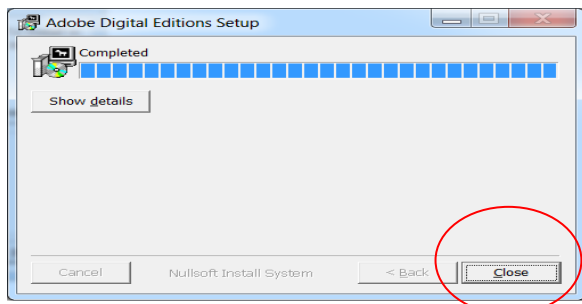 Adobe Digital Editions Setup
Completed
Show details
Cancel Nullsoft Install System < Back Close